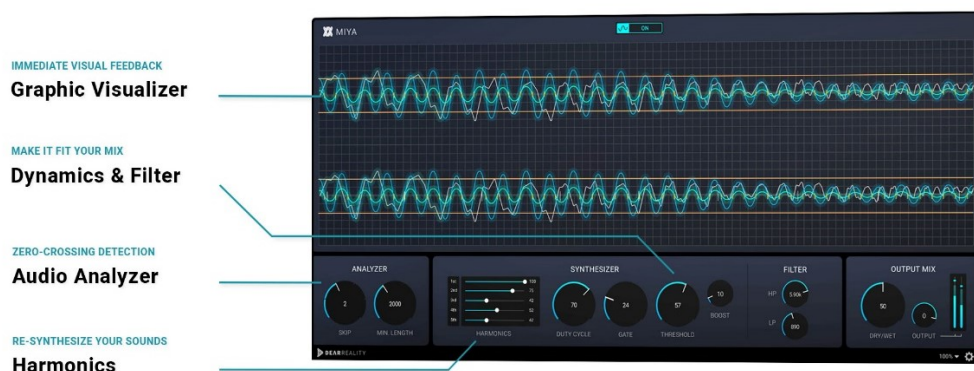 IMMEDIATE VISUAL FEEDBACK
Graphic Visualizer
MAKE IT FIT YOUR MIX
Dynamics & Filter
ZERO-CROSSING DETECTION
Audio Analyzer
RE-SYNTHESIZE YOUR SOUNDS
Harmonics
MIYA
ON
ANALYZER
2
2000
SKIP
MIN. LENGTH
SYNTHESIZER
1st
100
2nd
3rd
4th
5th
HARMONICS
70
DUTY CYCLE
24
GATE
57
THRESHOLD
10
BOOST
FILTER
HP
5.60k
LP
890
OUTPUT MIX
50
DRY/WET
0
OUTPUT
DEARREALITY
100%